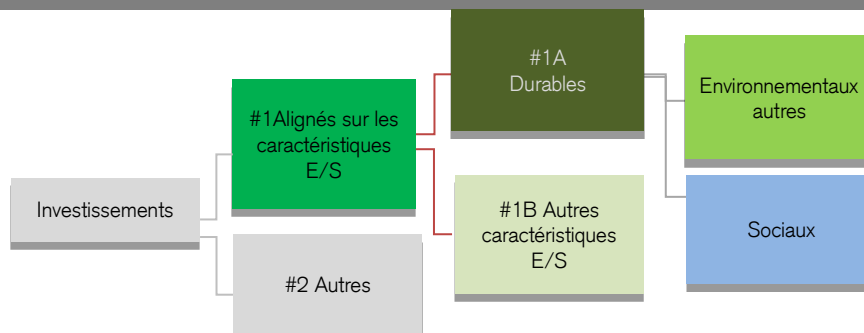 Investissements
#1Alignés sur les
caractéristiques
E/S
#2 Autres
#1A
Durables
#1B Autres
caractéristiques
E/S
Environnementaux
autres
Sociaux